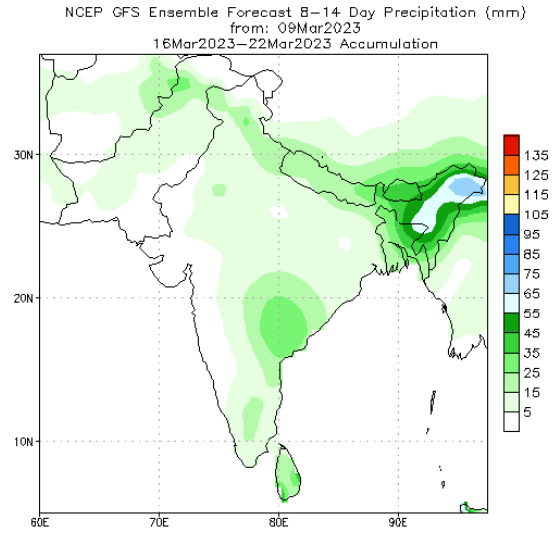 NCEP GFS Ensemble Forecast 8-14 Day Precipitation (mm)
from: 09Mar2023
16Mar2023-22Mar2023 Accumulation
30N
20N
10N
60E
70E
80E
90E
135
125
115
105
95
85
75
65
55
45
35
25
15
5